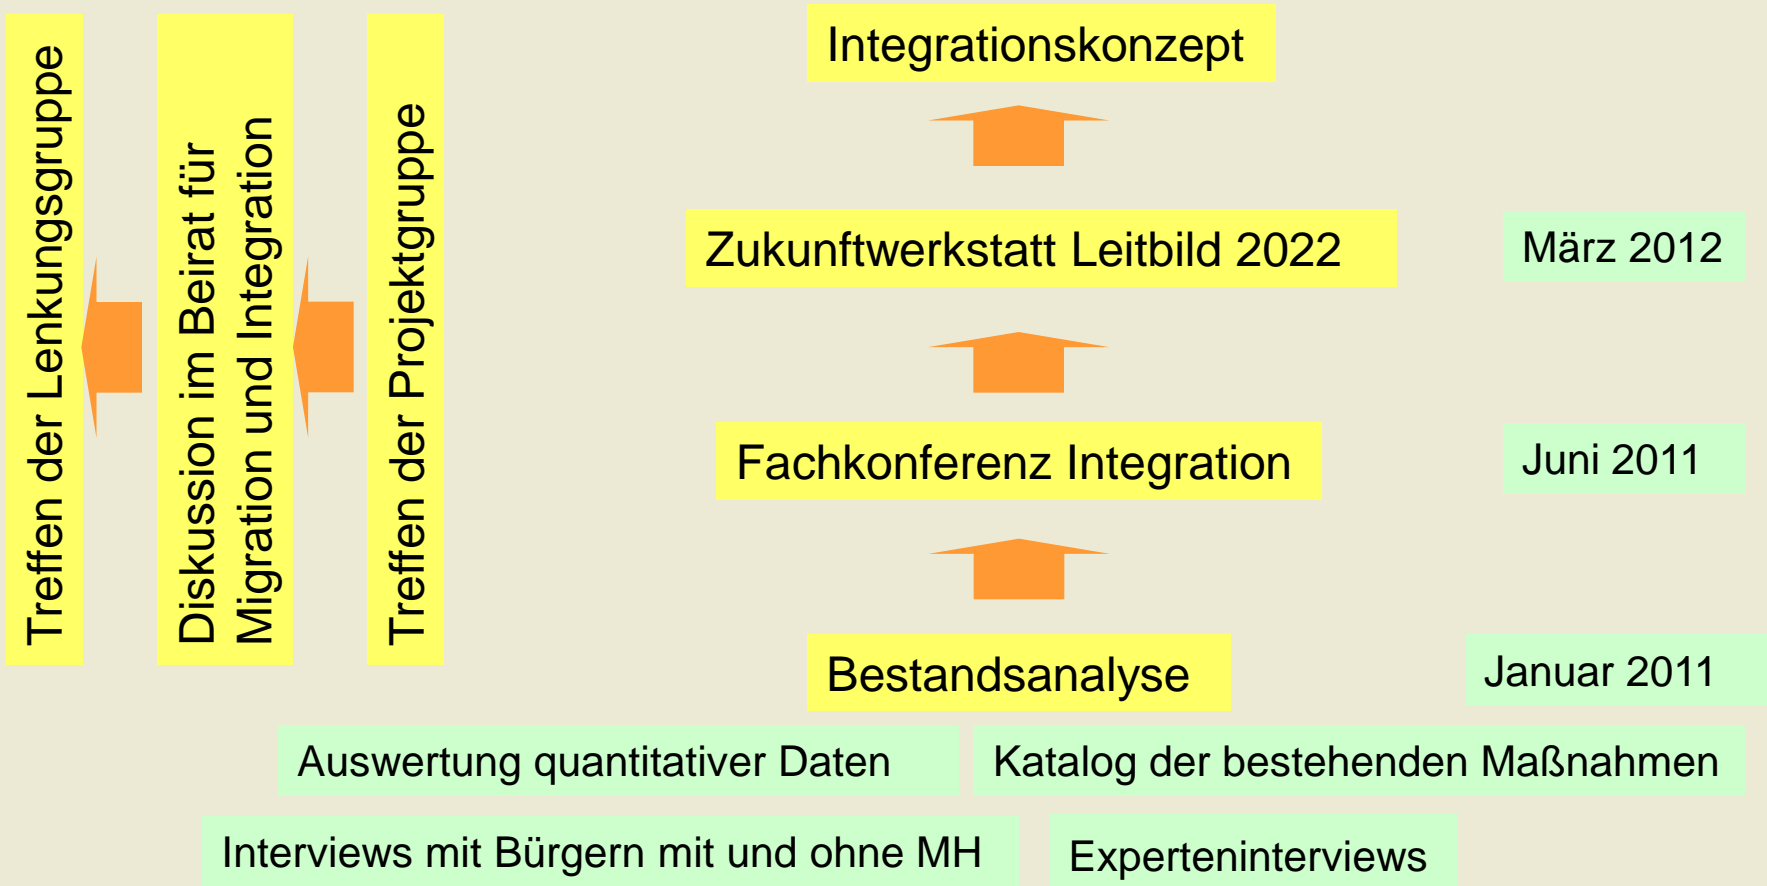 Treffen der Lenkungsgruppe
Diskussion im Beirat für
Migration und Integration
Treffen der Projektgruppe
Integrationskonzept
Zukunftwerkstatt Leitbild 2022
März 2012
Fachkonferenz Integration
Juni 2011
Bestandsanalyse
Januar 2011
Auswertung quantitativer Daten
Katalog der bestehenden Maßnahmen
Interviews mit Bürgern mit und ohne MH
Experteninterviews